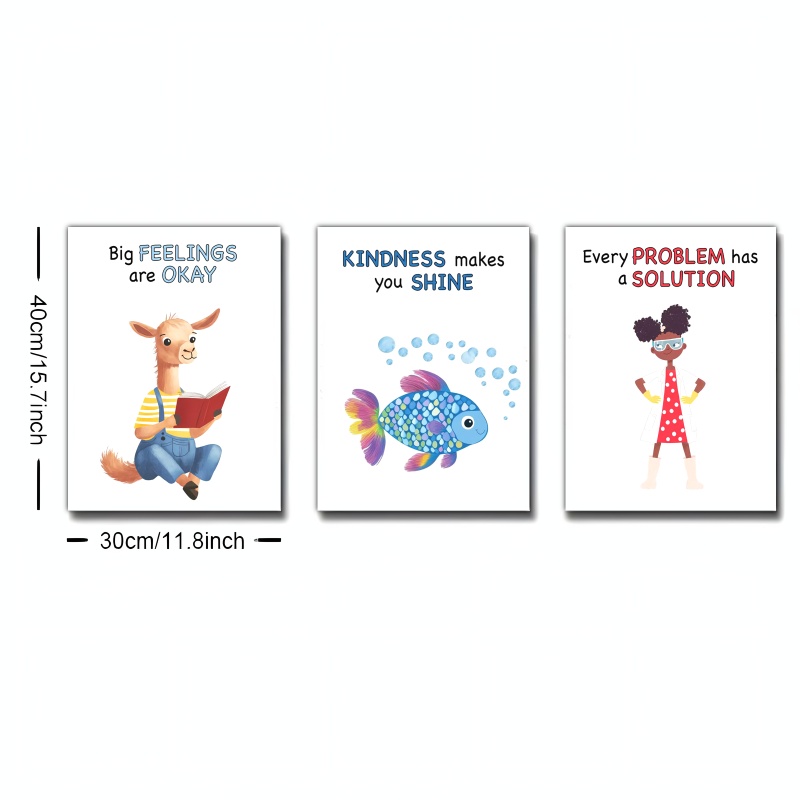 Big FEELINGS
are OKAY
KINDNESS makes
you SHINE
Every PROBLEM has
a SOLUTION
40cm/15.7inch
30cm/11.8inch